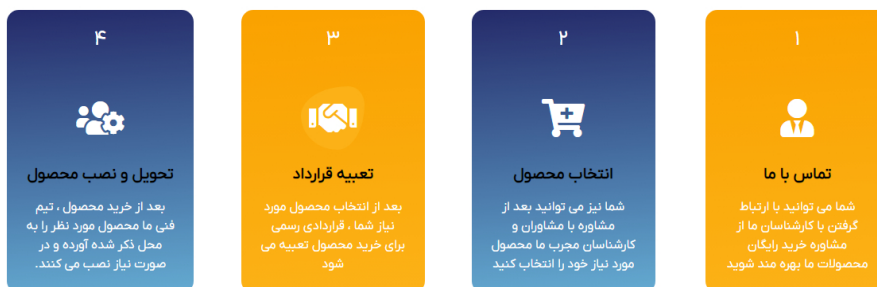 ۱
تماس با ما
شما می توانید با ارتباط
گرفتن با کارشناسان ما از
مشاوره خرید رایگان
محصولات ما بهره مند شوید
۲
انتخاب محصول
شما نیز می توانید بعد از
مشاوره با مشاوران و
کارشناسان مجرب ما محصول
مورد نیاز خود را انتخاب کنید
۳
تعبیه قرارداد
بعد از انتخاب محصول مورد
نیاز شما ، قراردادی رسمی
برای خرید محصول تعبیه می
شود
۴
تحویل و نصب محصول
بعد از خرید محصول ، تیم
فنی ما محصول مورد نظر را به
محل ذکر شده آورده و در
صورت نیاز نصب می کنند.